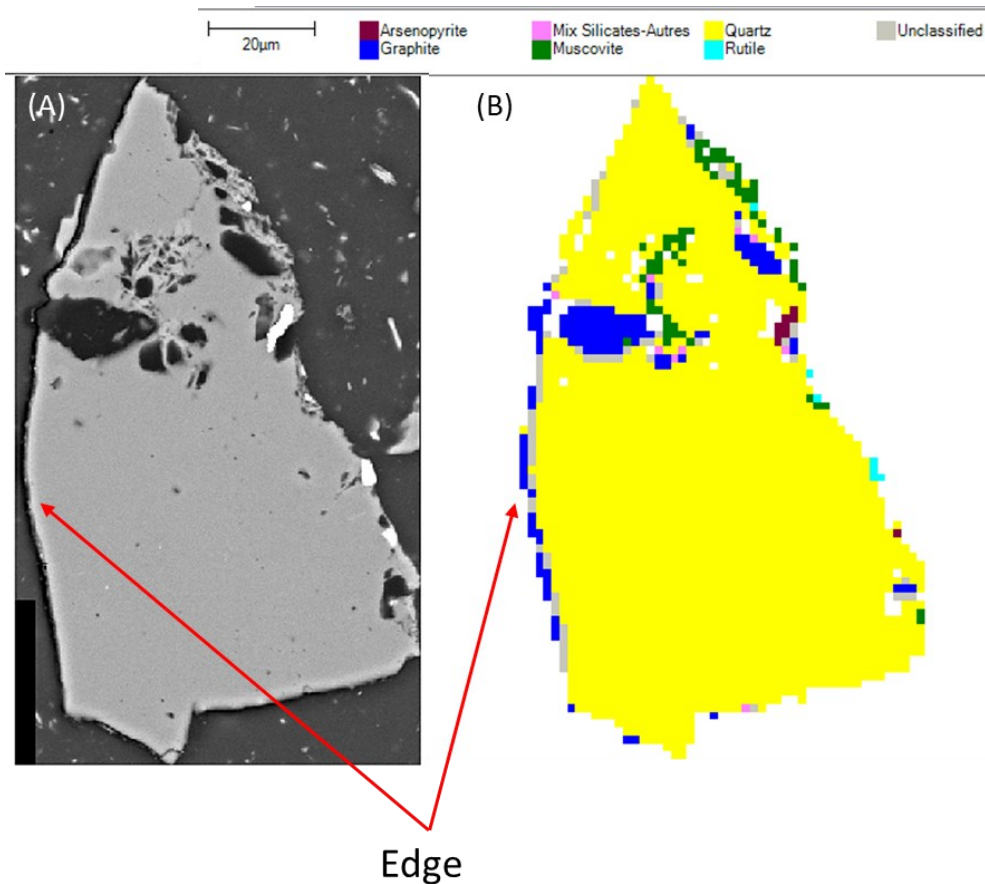 20µm
Arsenopyrite Mix Silicates-Autres Quartz Unclassified
Graphite Muscovite Rutile
(A) (B)
Edge